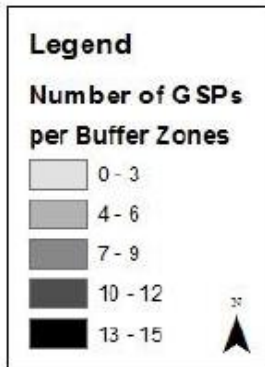 Legend
Number of GSPs
per Buffer Zones
0 - 3
4 - 6
7 - 9
10 - 12
13 - 15
N